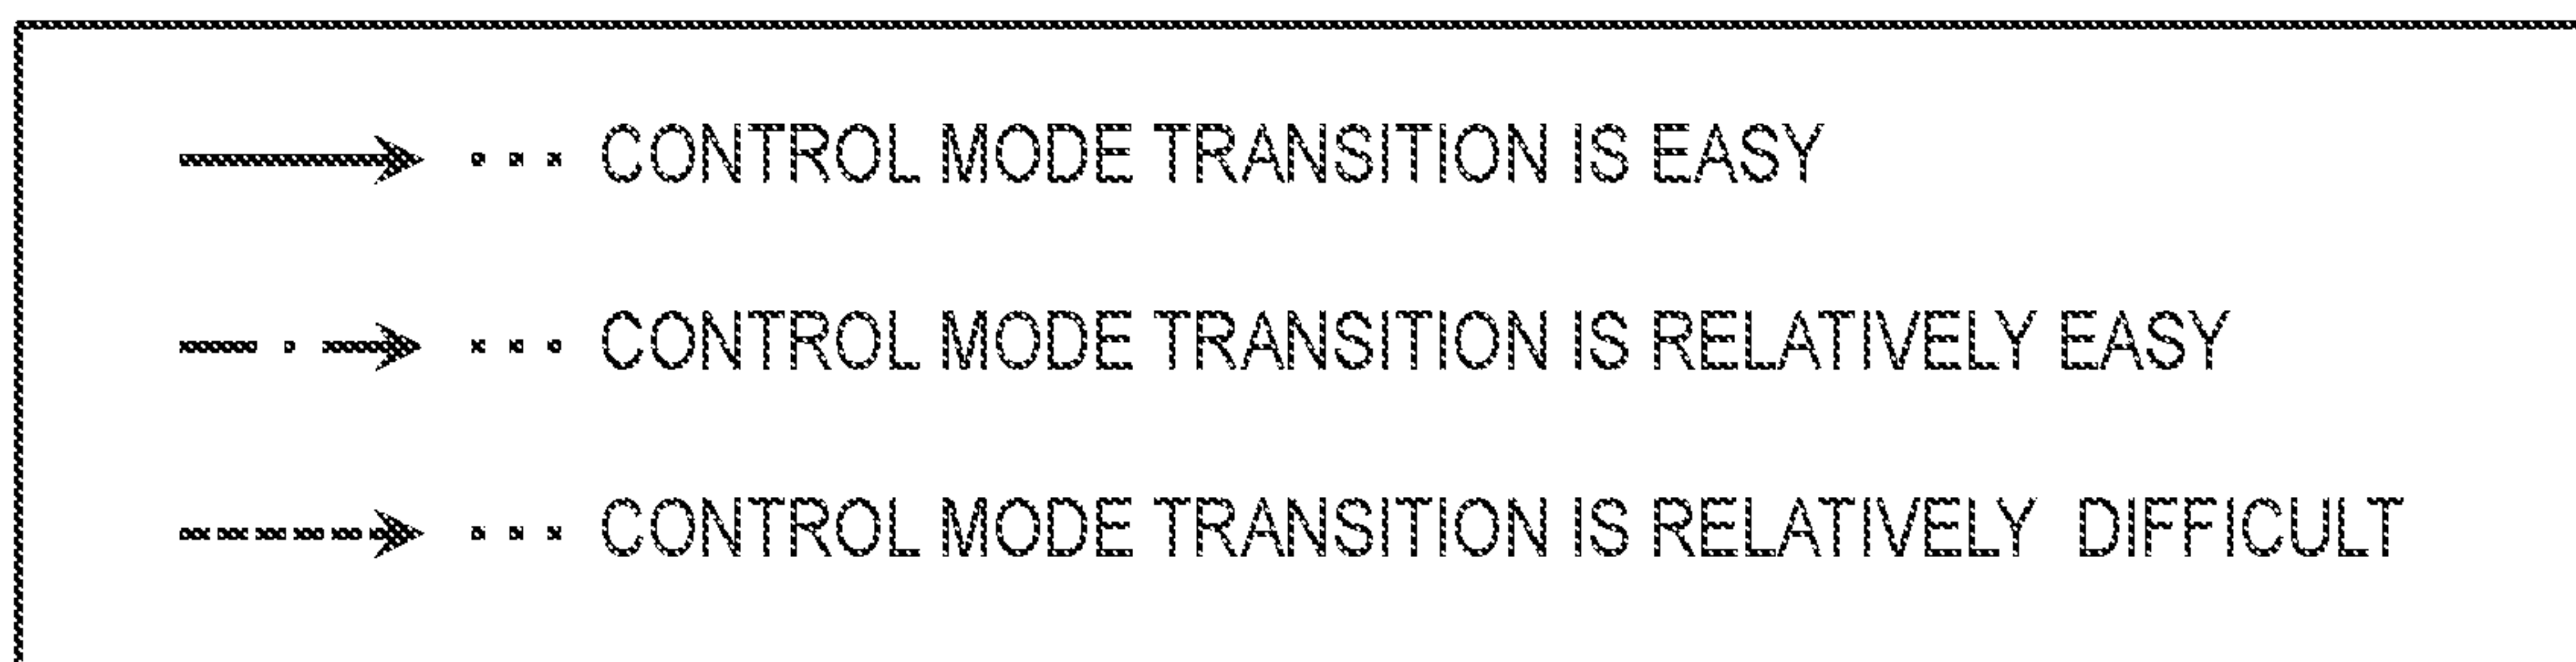 ··· CONTROL MODE TRANSITION IS EASY
··· CONTROL MODE TRANSITION IS RELATIVELY EASY
··· CONTROL MODE TRANSITION IS RELATIVELY DIFFICULT